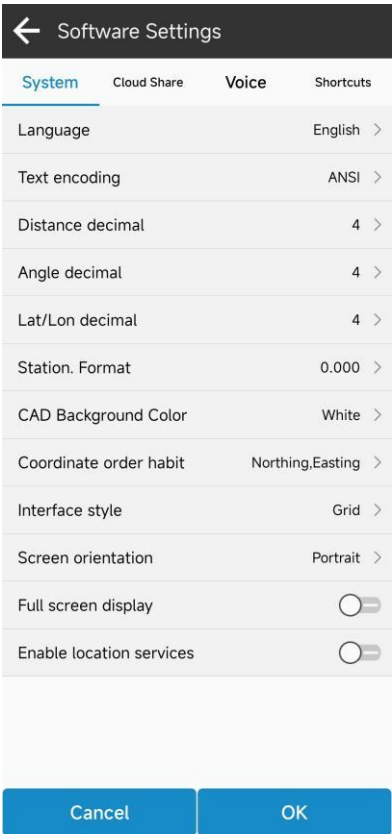 Software Settings
System Cloud Share Voice Shortcuts
Language English
Text encoding ANSI
Distance decimal 4
Angle decimal 4
Lat/Lon decimal 4
Station. Format 0.000
CAD Background Color White
Coordinate order habit Northing,Easting
Interface style Grid
Screen orientation Portrait
Full screen display
Enable location services
Cancel OK